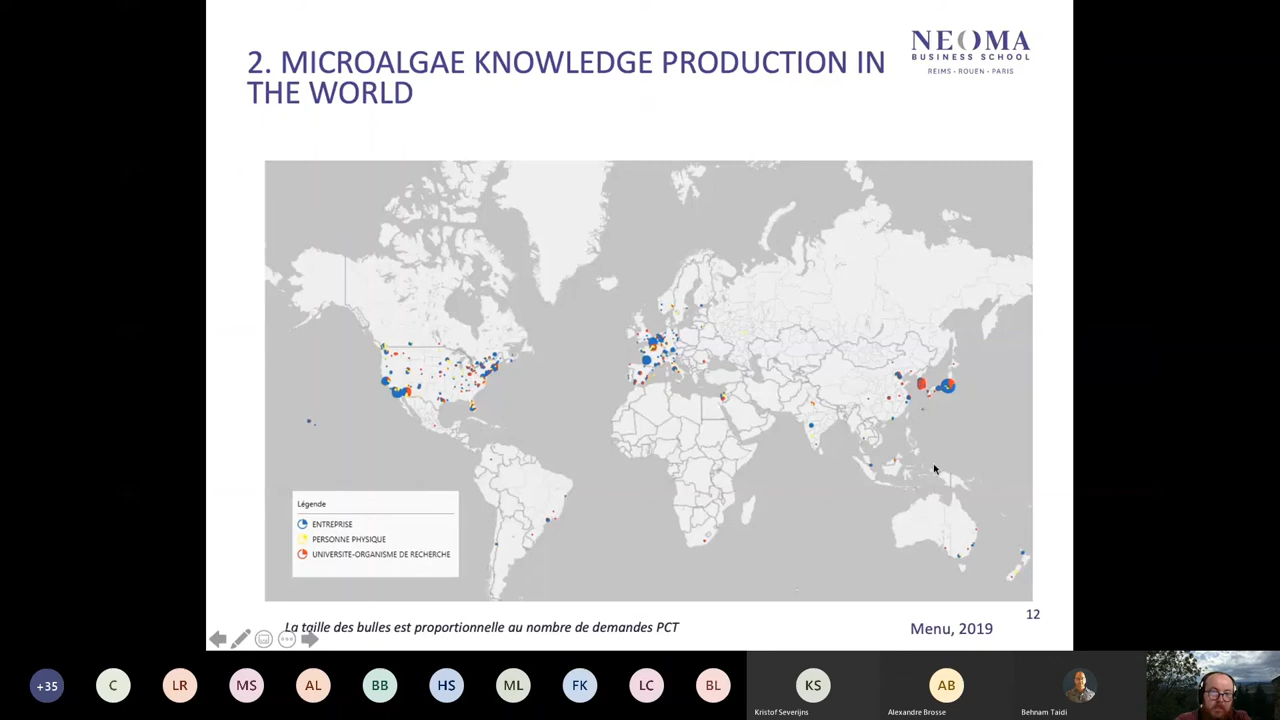 2. MICROALGAE KNOWLEDGE PRODUCTION IN
THE WORLD
NEOMA
BUSINESS SCHOOL
REIMS - ROUEN - PARIS
Légende
ENTREPRISE
PERSONNE PHYSIQUE
UNIVERSITE-ORGANISME DE RECHERCHE
12
La taille des bulles est proportionnelle au nombre de demandes PCT
Menu, 2019
+35
C
LR
MS
AL
BB
HS
ML
FK
LC
BL
KS
Kristof Severijns
AB
Alexandre Brosse
Behnam Taidi